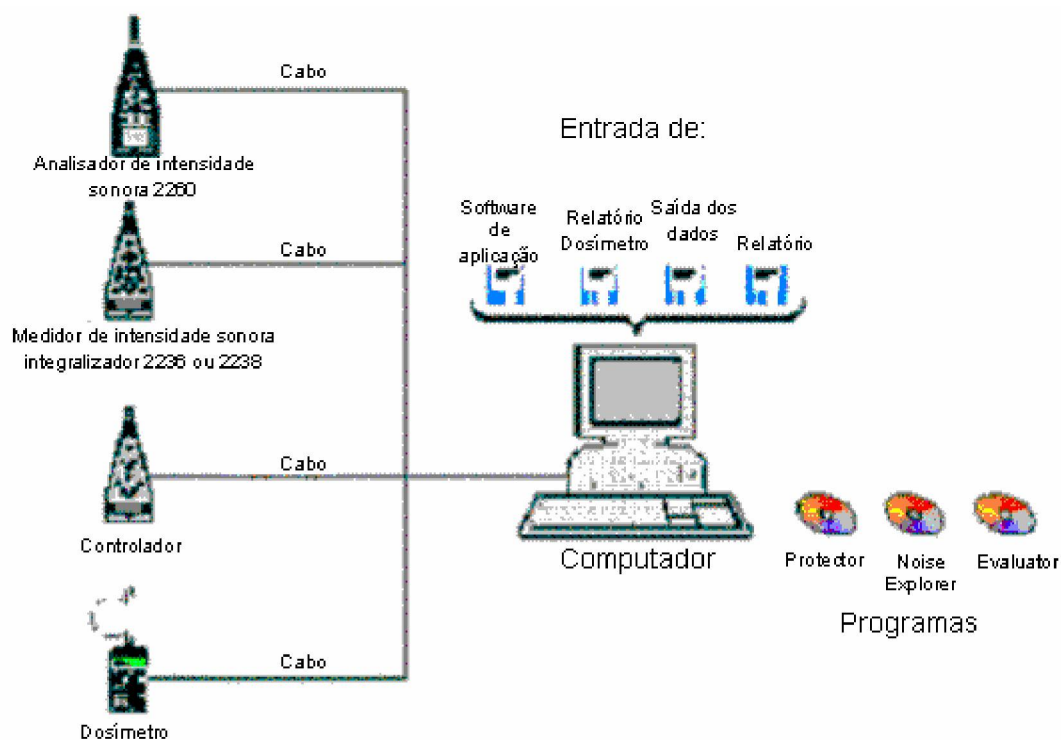 Cabo
Analisador de intensidade
sonora 2260
Cabo
Medidor de intensidade sonora
integralizador 2236 ou 2238
Cabo
Controlador
Cabo
Dosímetro
Entrada de:
Software
de
aplicação
Relatório
Dosímetro
Saída dos
dados
Relatório
Computador
Protector
Noise
Explorer
Evaluator
Programas